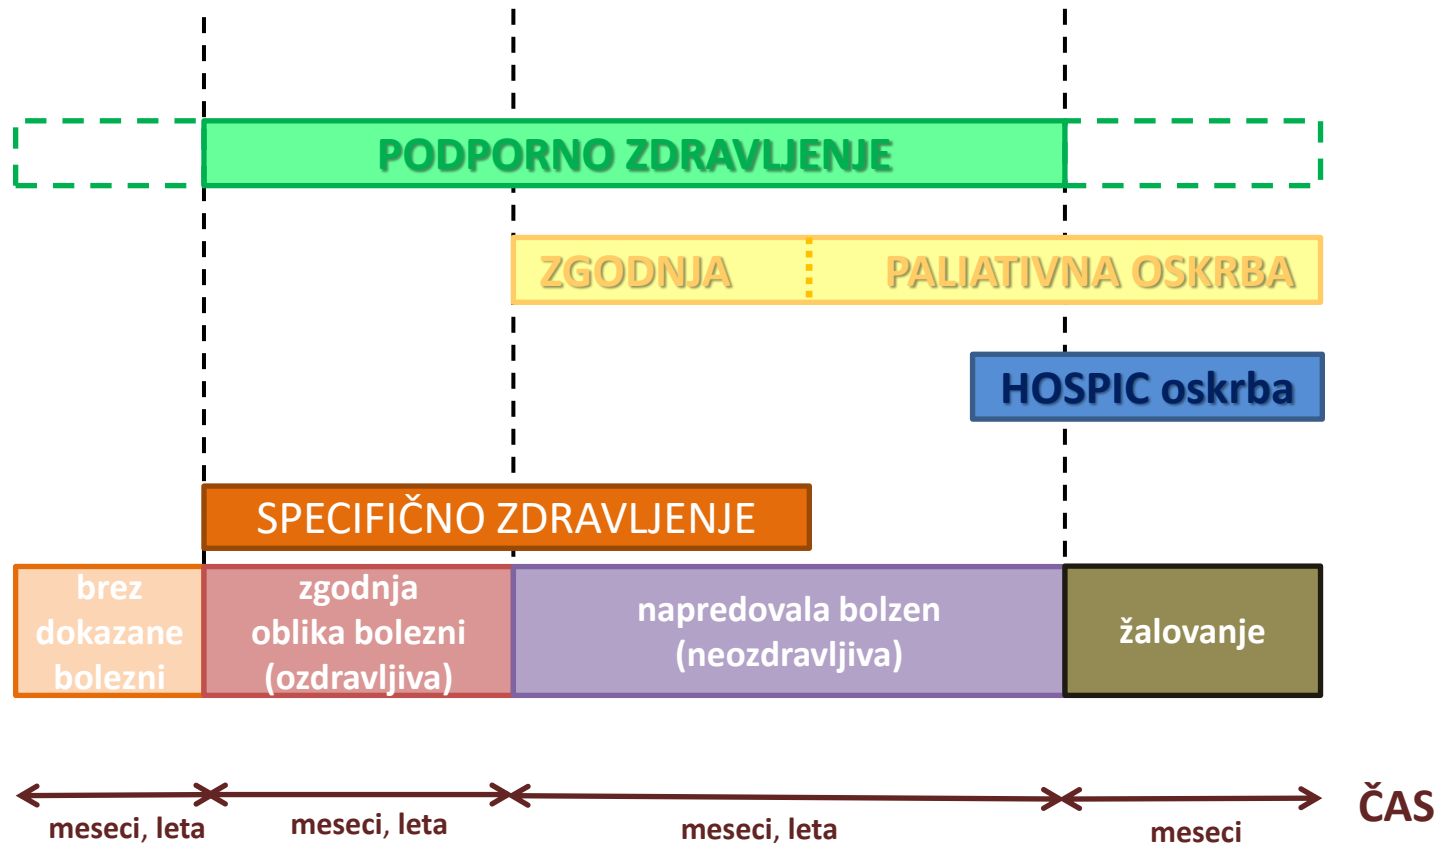 PODPORNO ZDRAVLJENJE
ZGODNJA PALIATIVNA OSKRBA
HOSPIC oskrba
SPECIFIČNO ZDRAVLJENJE
brez
dokazane
bolezni
zgodnja
oblika bolezni
(ozdravljiva)
napredovala bolzen
(neozdravljiva)
žalovanje
meseci, leta
meseci, leta
meseci, leta
meseci
ČAS